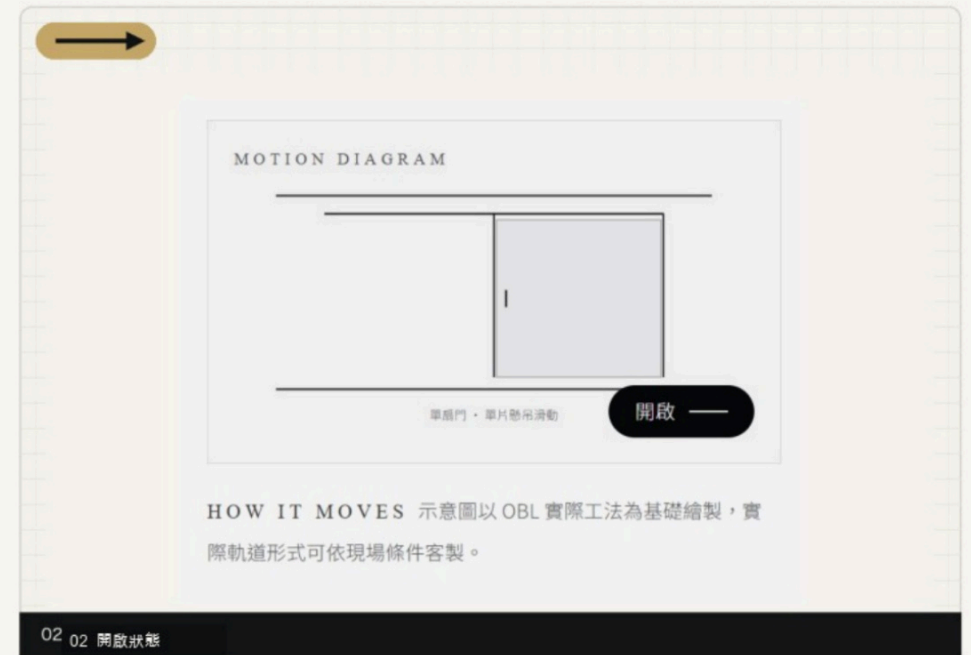 MOTION DIAGRAM
單扇門 · 單片懸吊滑動
開啟
HOW IT MOVES 示意圖以 OBL 實際工法為基礎繪製，實
際軌道形式可依現場條件客製。
02
02 開啟狀態